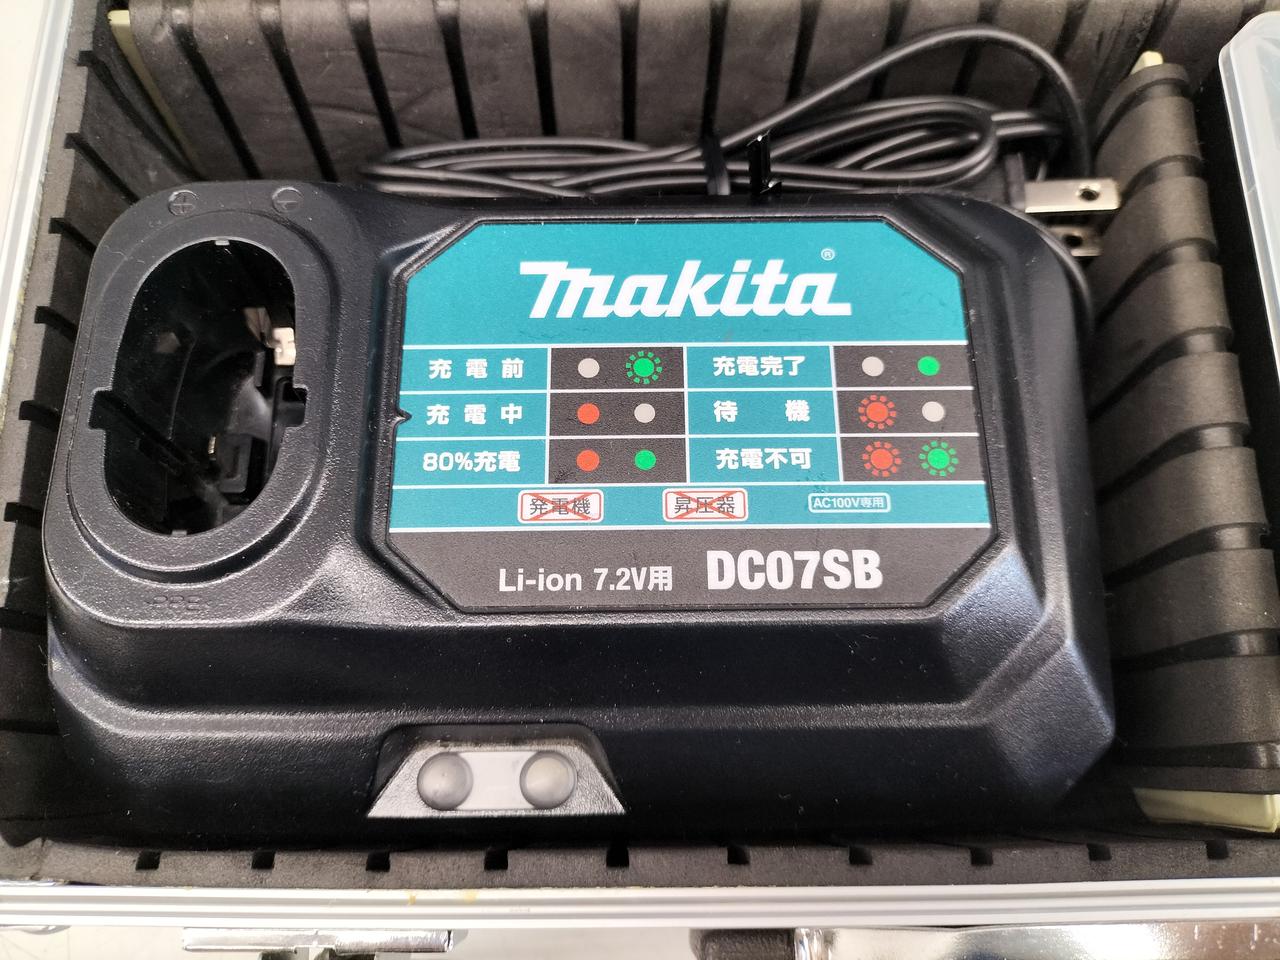 makita®
充電前 充電完了
充電中 待機
80%充電 充電不可
発電機 昇圧器 AC100V専用
Li-ion 7.2V用 DC07SB